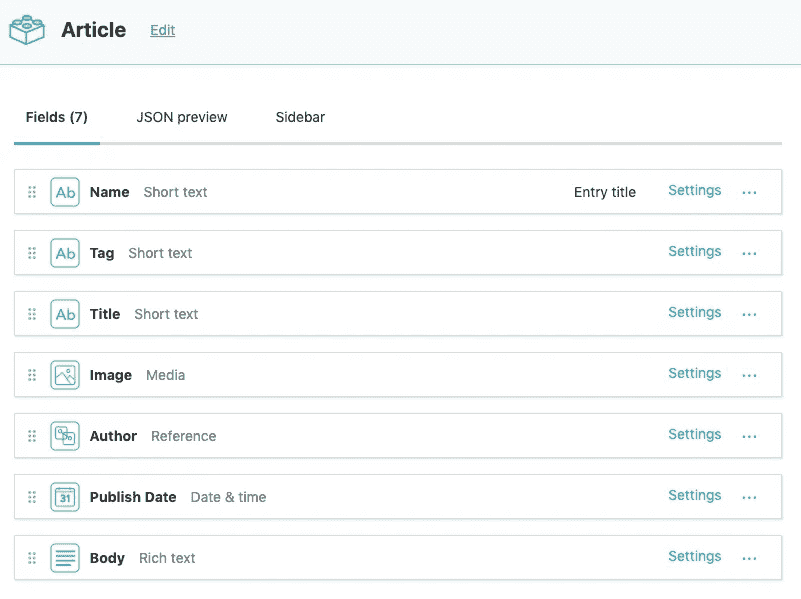 Article Edit
Fields (7) JSON preview Sidebar
Ab Name Short text Entry title Settings ...
Ab Tag Short text Settings ...
Ab Title Short text Settings ...
Image Media Settings ...
Author Reference Settings ...
31 Publish Date Date & time Settings ...
Body Rich text Settings ...